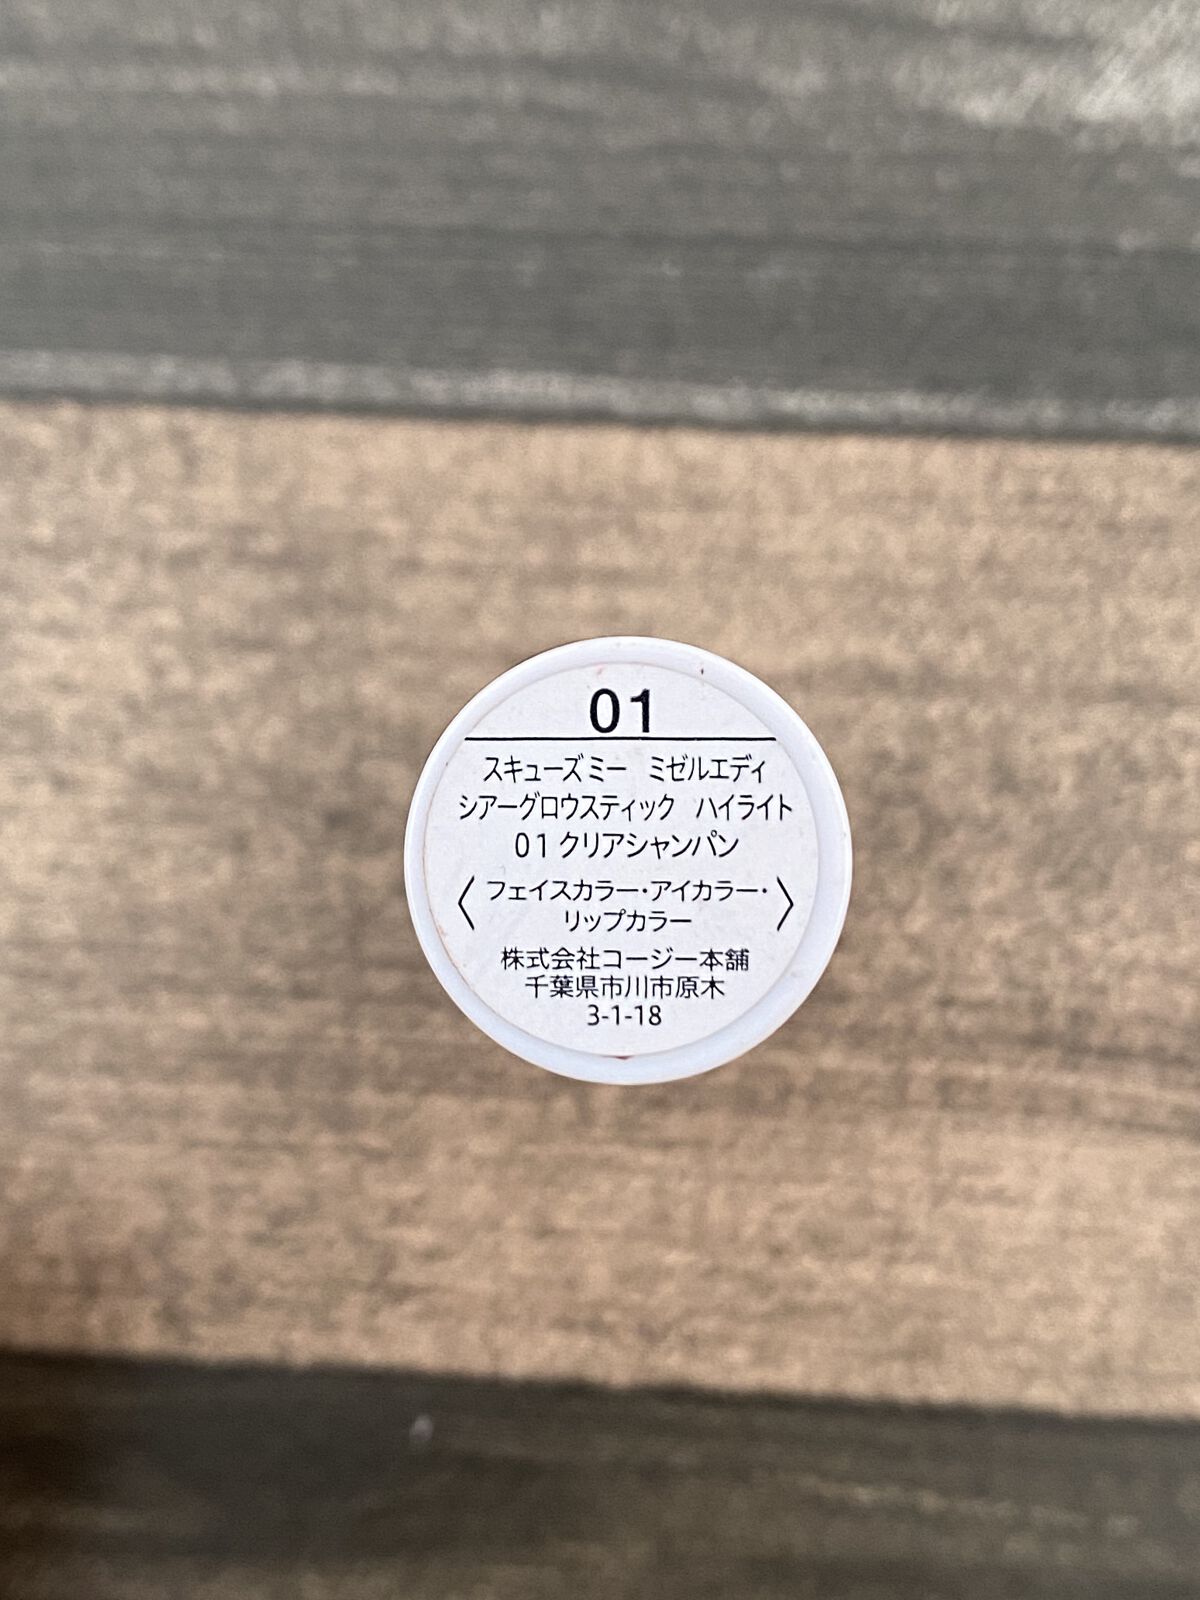 01
スキューズミー ミゼルエディ
シアーグロウスティック ハイライト
01 クリアシャンパン
〈フェイスカラー・アイカラー・
リップカラー〉
株式会社コージー本舗
千葉県市川市原木
3-1-18